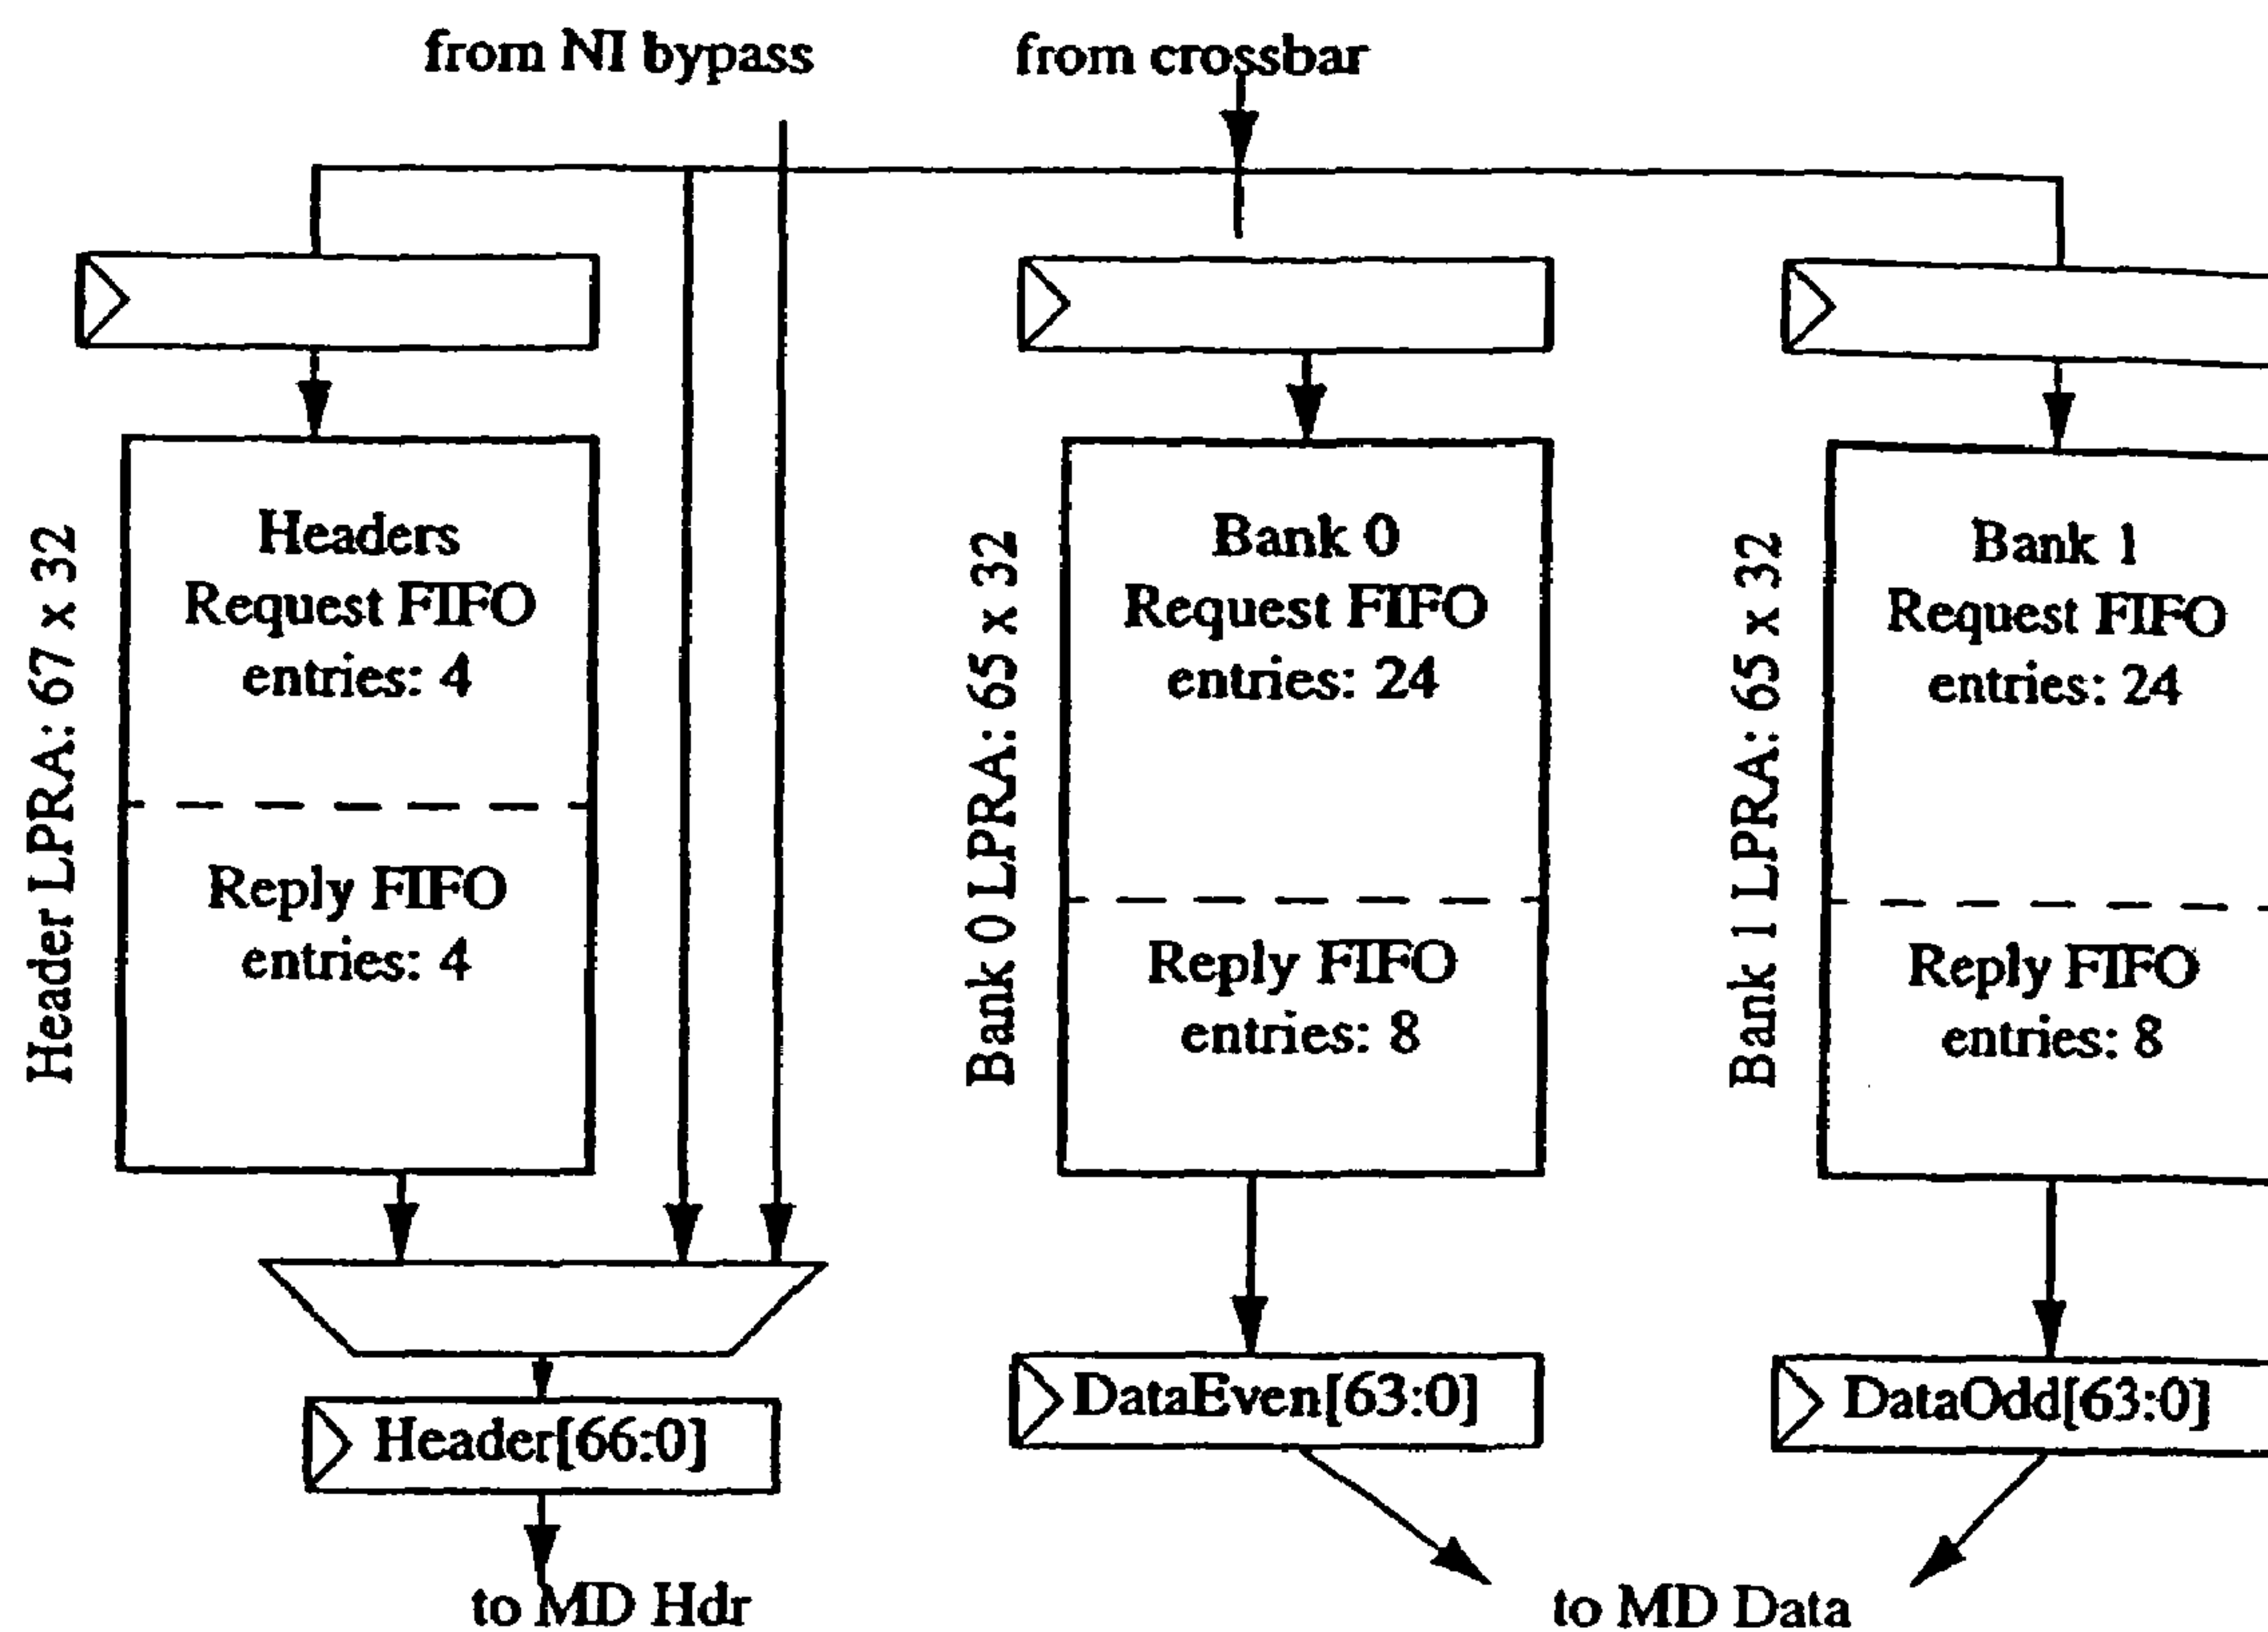 from NI bypass
from crossbar
Header LPRA: 67 x 32
Headers
Request FIFO
entries: 4
Reply FIFO
entries: 4
Bank 0 LPRA: 65 x 32
Bank 0
Request FIFO
entries: 24
Reply FIFO
entries: 8
Bank 1 LPRA: 65 x 32
Bank 1
Request FIFO
entries: 24
Reply FIFO
entries: 8
Header[66:0]
DataEven[63:0]
DataOdd[63:0]
to MD Hdr
to MD Data